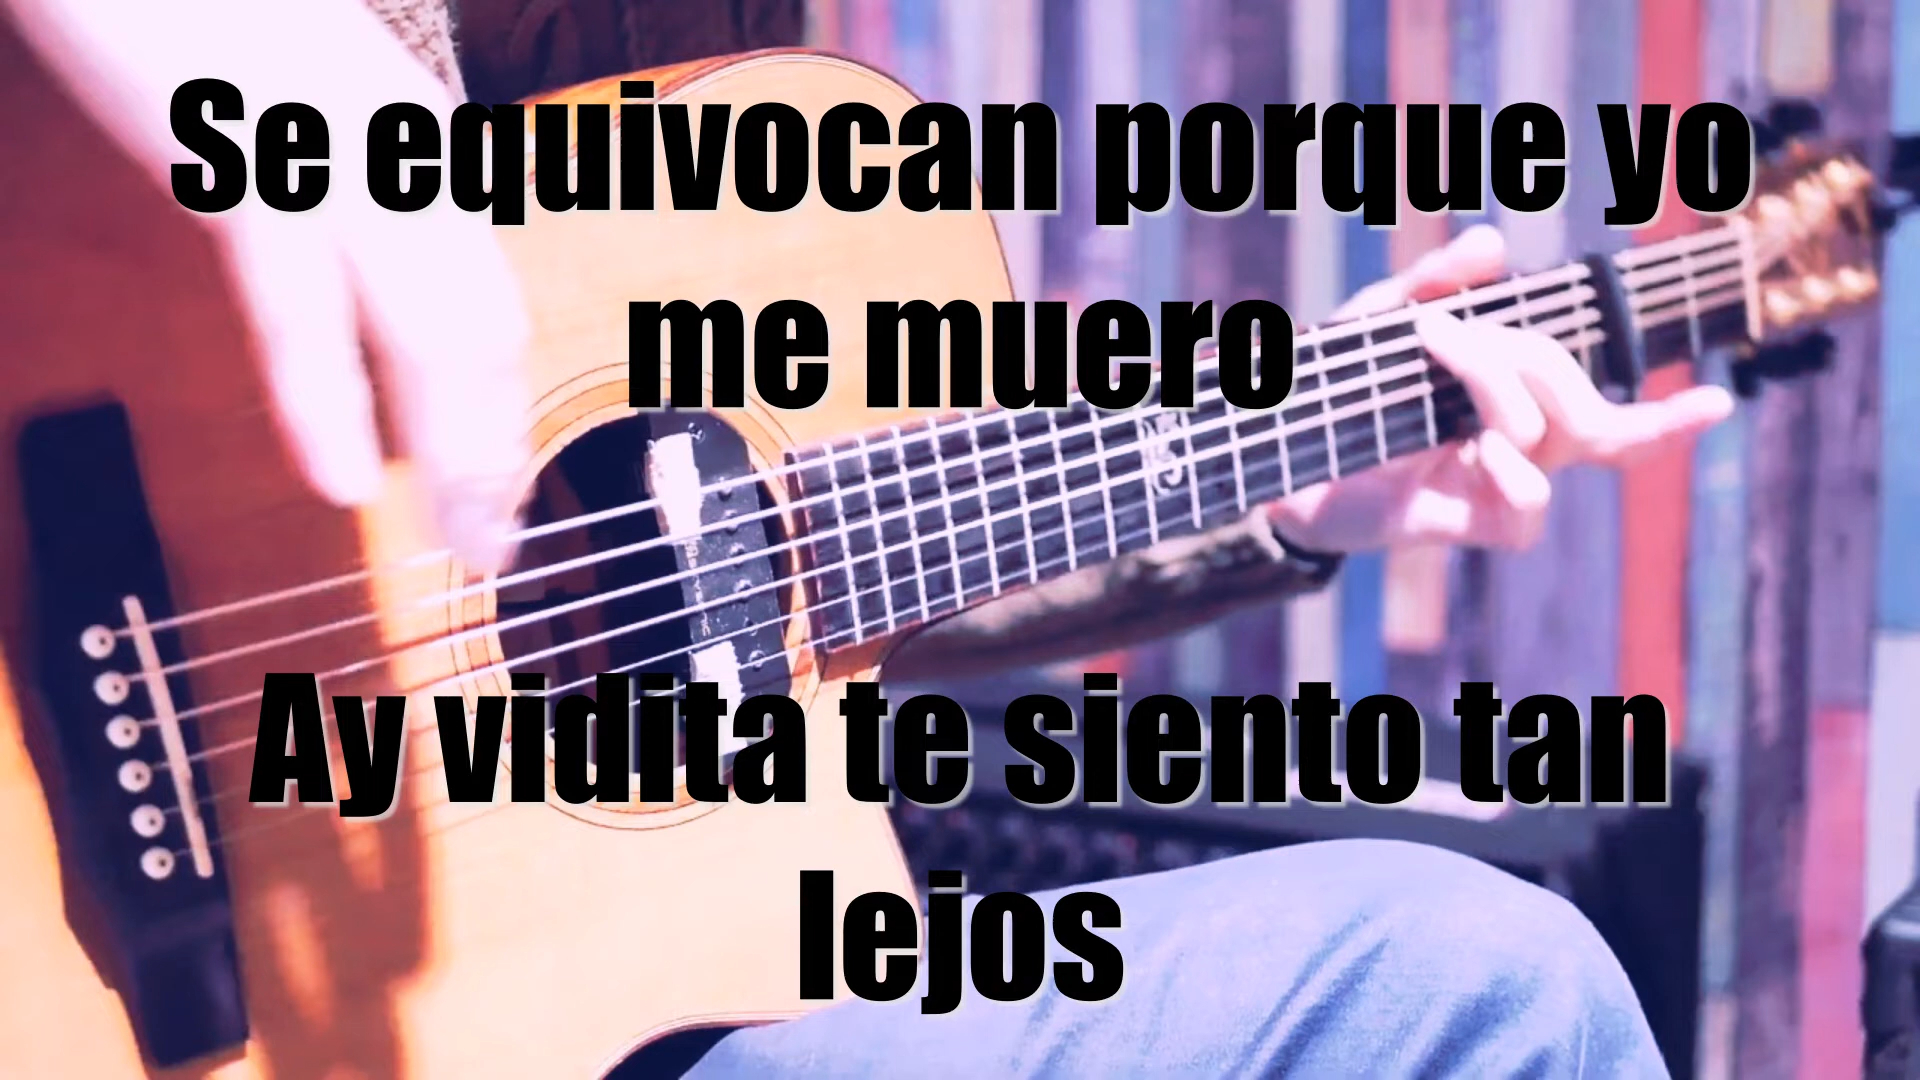 Se equivocan porque yo
me muero
Ay vidita te siento tan
lejos